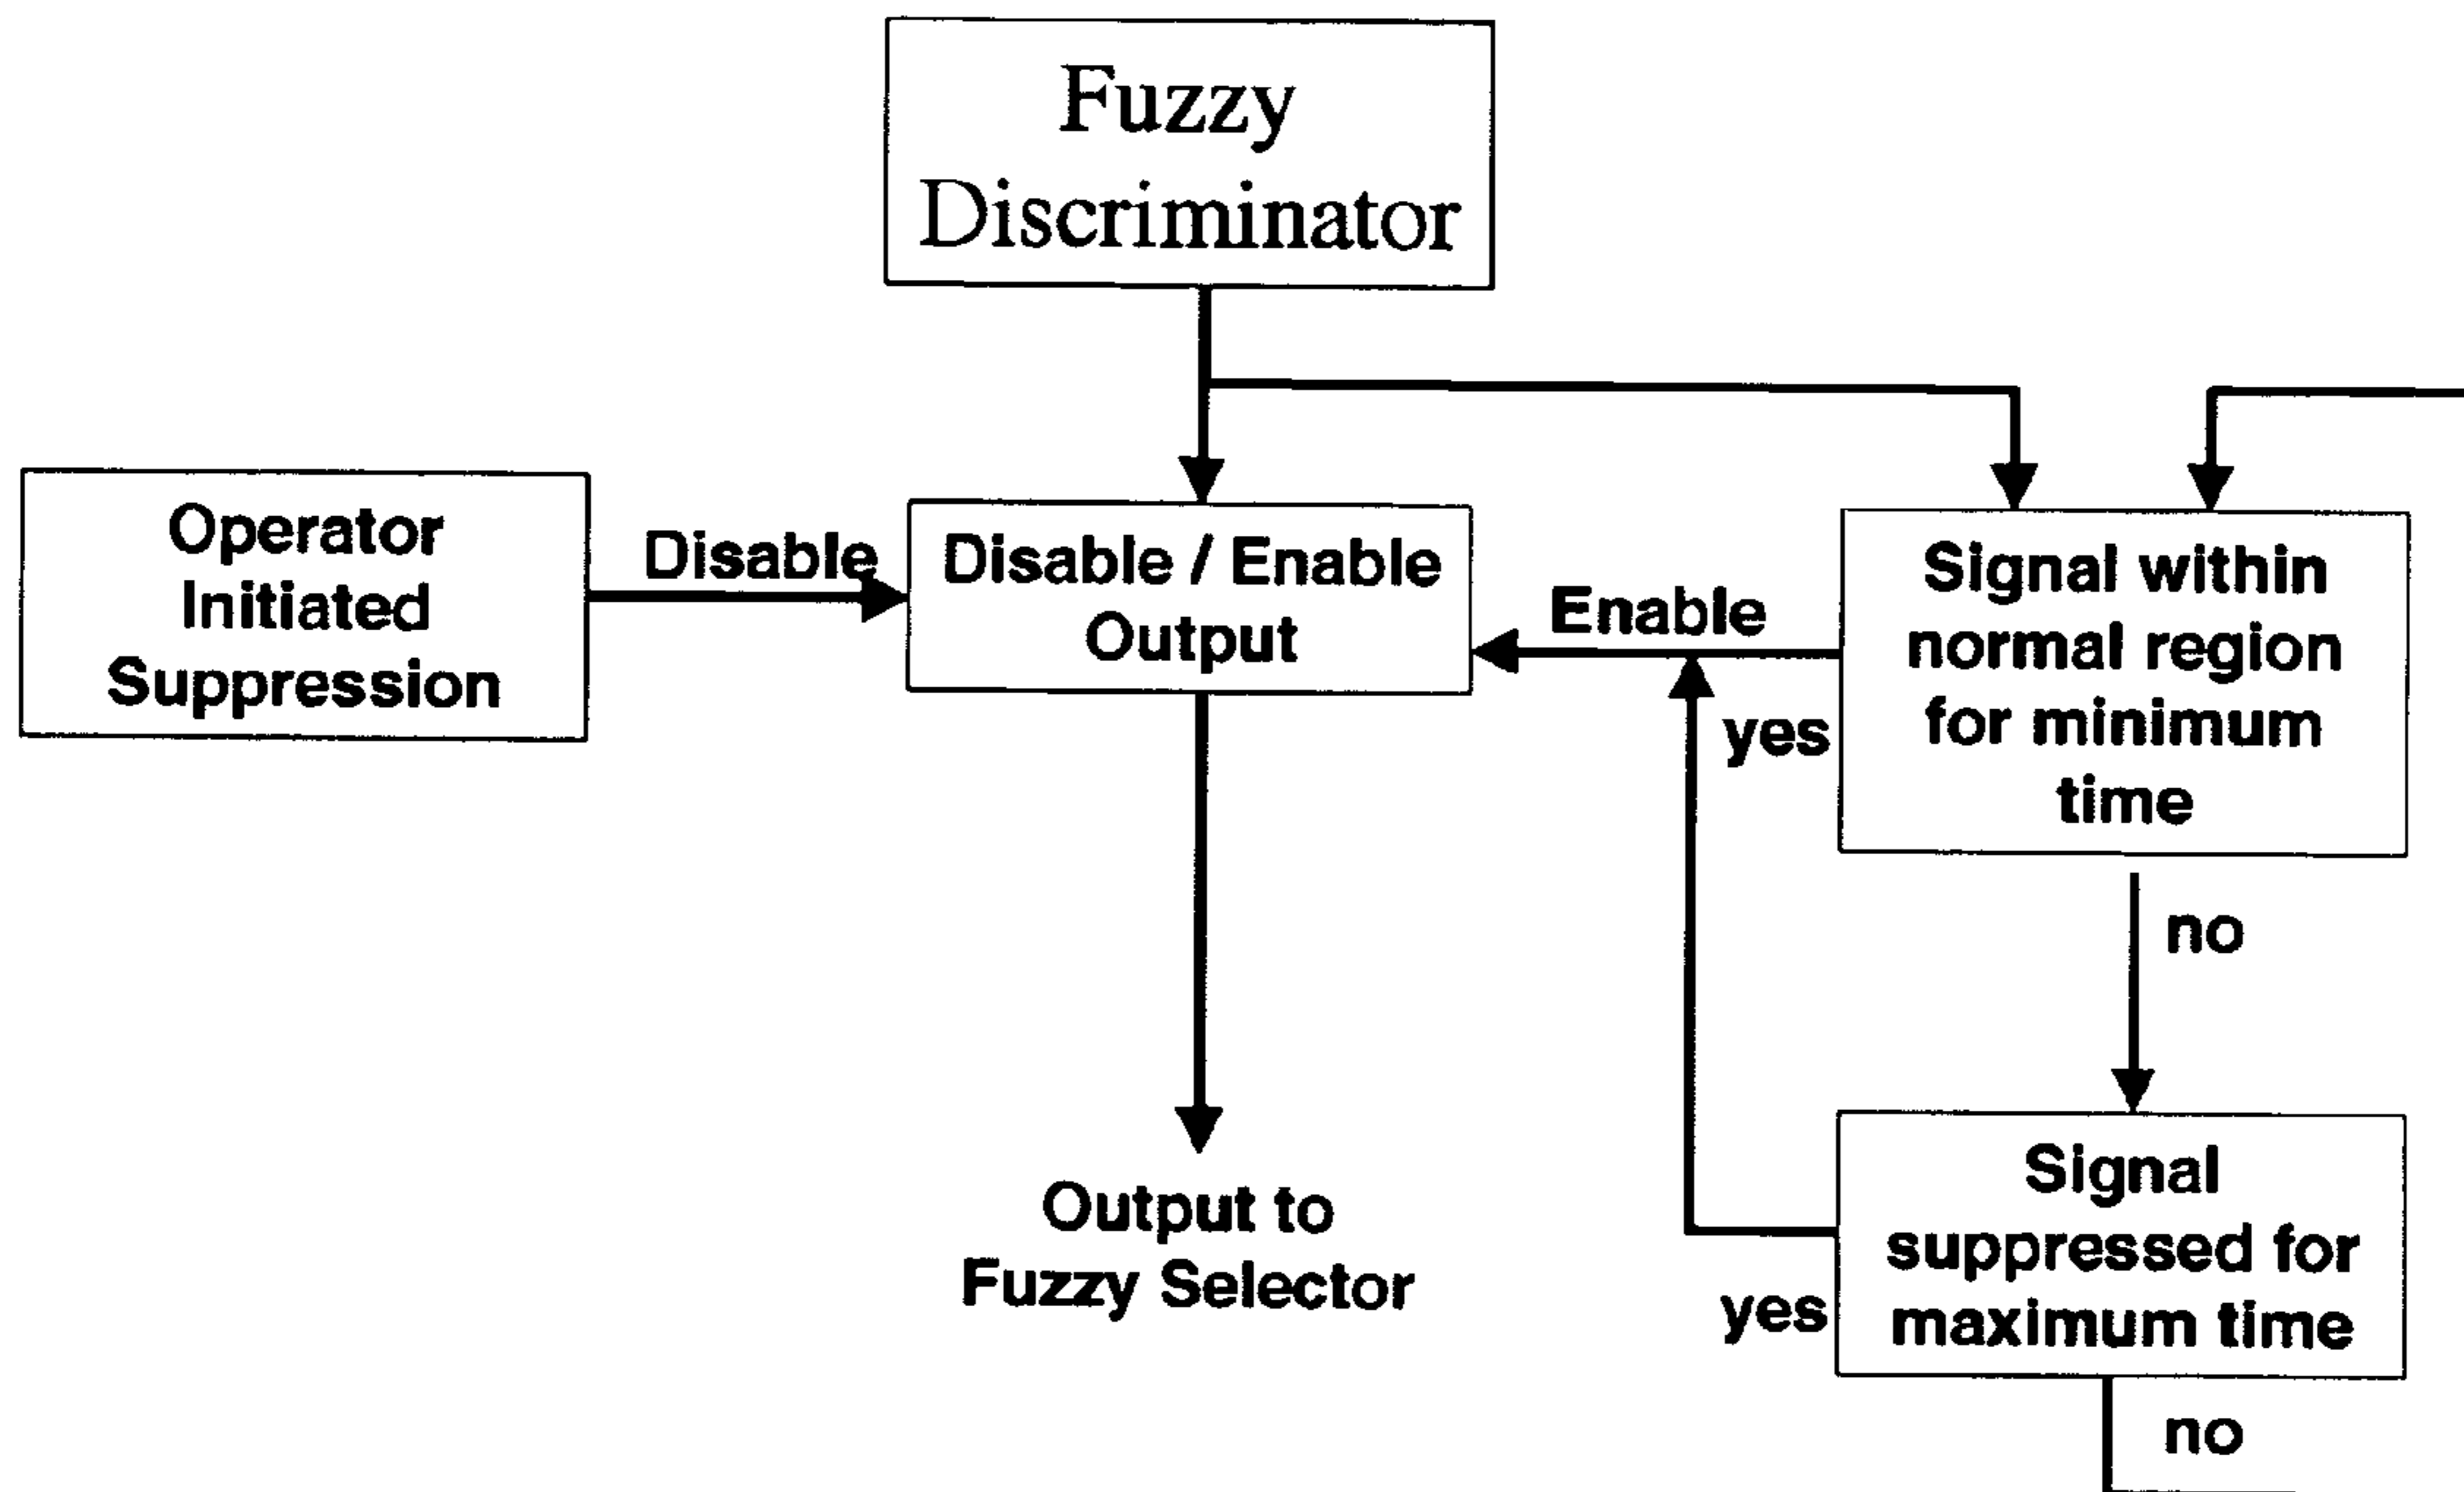 Fuzzy
Discriminator
Operator
Initiated
Suppression
Disable
Disable / Enable
Output
Enable
Signal within
normal region
for minimum
time
yes
no
Signal
suppressed for
maximum time
yes
no
Output to
Fuzzy Selector